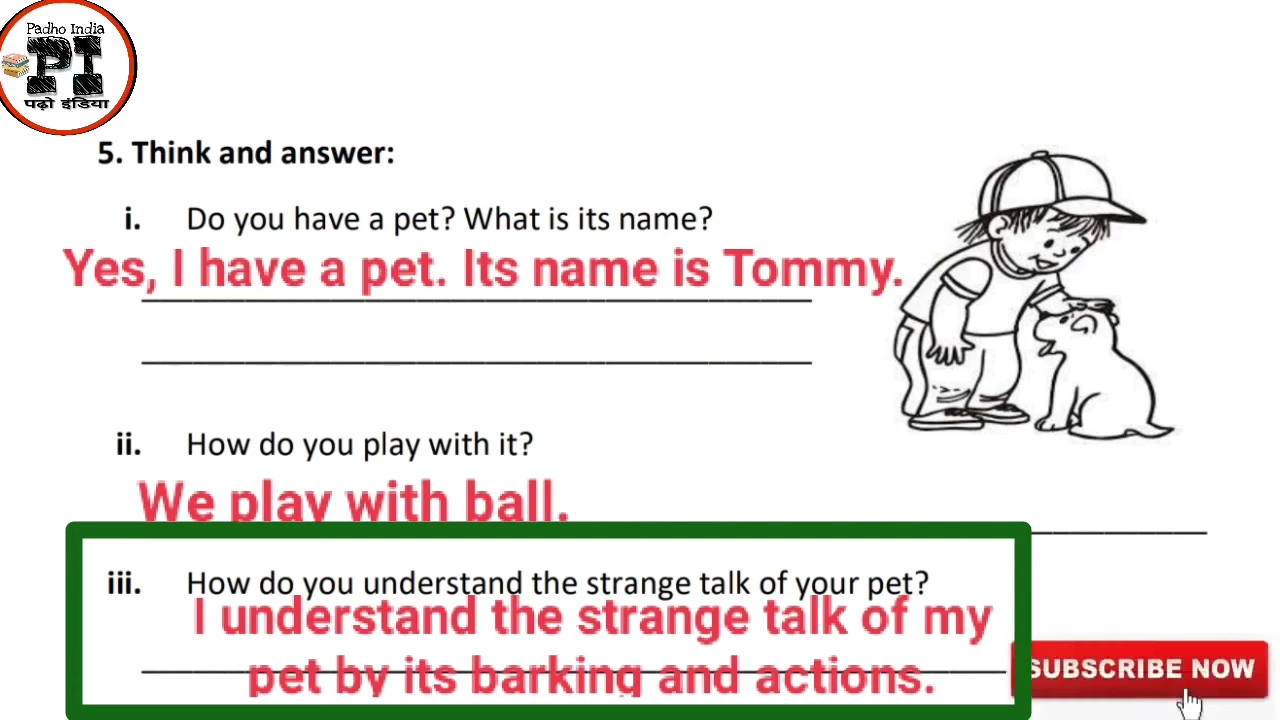 Padho India
PI
पढ़ो इंडिया
5. Think and answer:
i. Do you have a pet? What is its name?
Yes, I have a pet. Its name is Tommy.
ii. How do you play with it?
We play with ball.
iii. How do you understand the strange talk of your pet?
I understand the strange talk of my
pet by its barking and actions.
SUBSCRIBE NOW